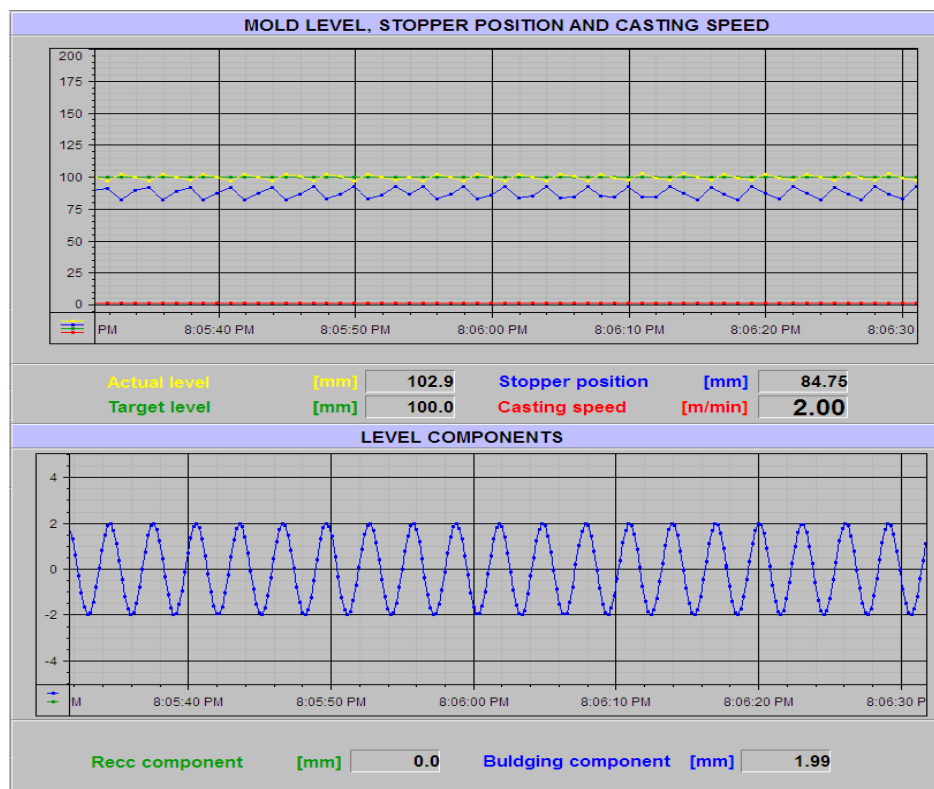 MOLD LEVEL, STOPPER POSITION AND CASTING SPEED
200
175
150
125
100
75
50
25
0
PM 8:05:40 PM 8:05:50 PM 8:06:00 PM 8:06:10 PM 8:06:20 PM 8:06:30
Actual level [mm] 102.9 Stopper position [mm] 84.75
Target level [mm] 100.0 Casting speed [m/min] 2.00
LEVEL COMPONENTS
4
2
0
-2
-4
M 8:05:40 PM 8:05:50 PM 8:06:00 PM 8:06:10 PM 8:06:20 PM 8:06:30 P
Recc component [mm] 0.0 Buldging component [mm] 1.99